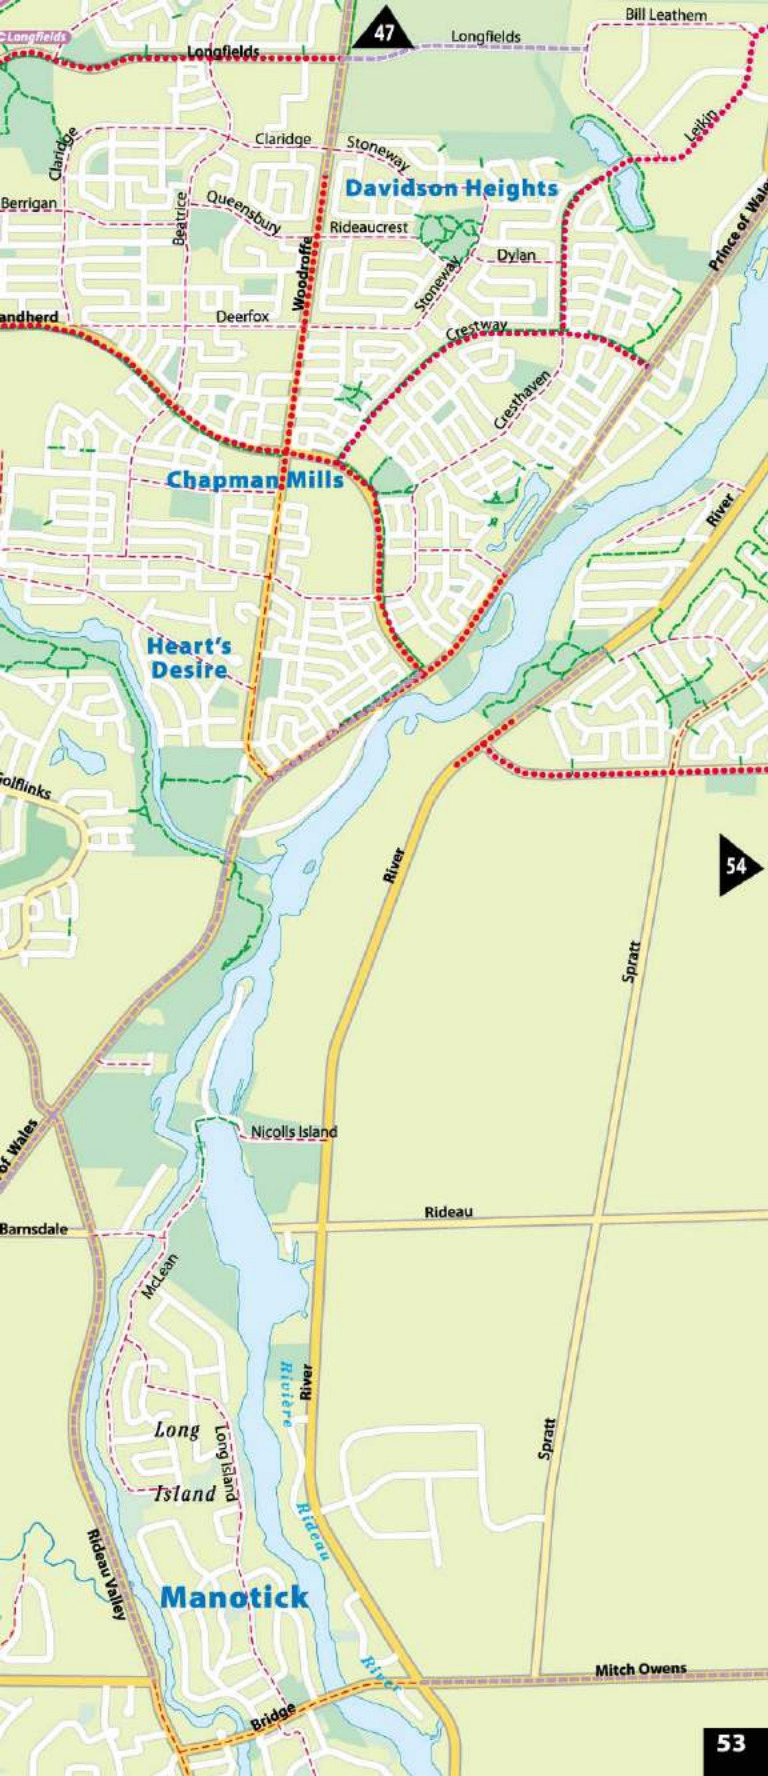 Bill Leathem
47
Longfields
Longfields
Longfields
Leikin
Claridge
Claridge
Stoneway
Davidson Heights
Prince of Wale
Berrigan
Beatrice
Queensbury
Rideaucrest
Woodroffe
Dylan
Stoneway
andherd
Deerfox
Crestway
Cresthaven
Chapman Mills
River
Heart's
Desire
olflinks
River
54
Spratt
Nicolls Island
of Wales
Rideau
Barnsdale
McLean
Rivière
River
Long
Long Island
Spratt
Island
Rideau
Rideau Valley
Manotick
River
Mitch Owens
Bridge
53